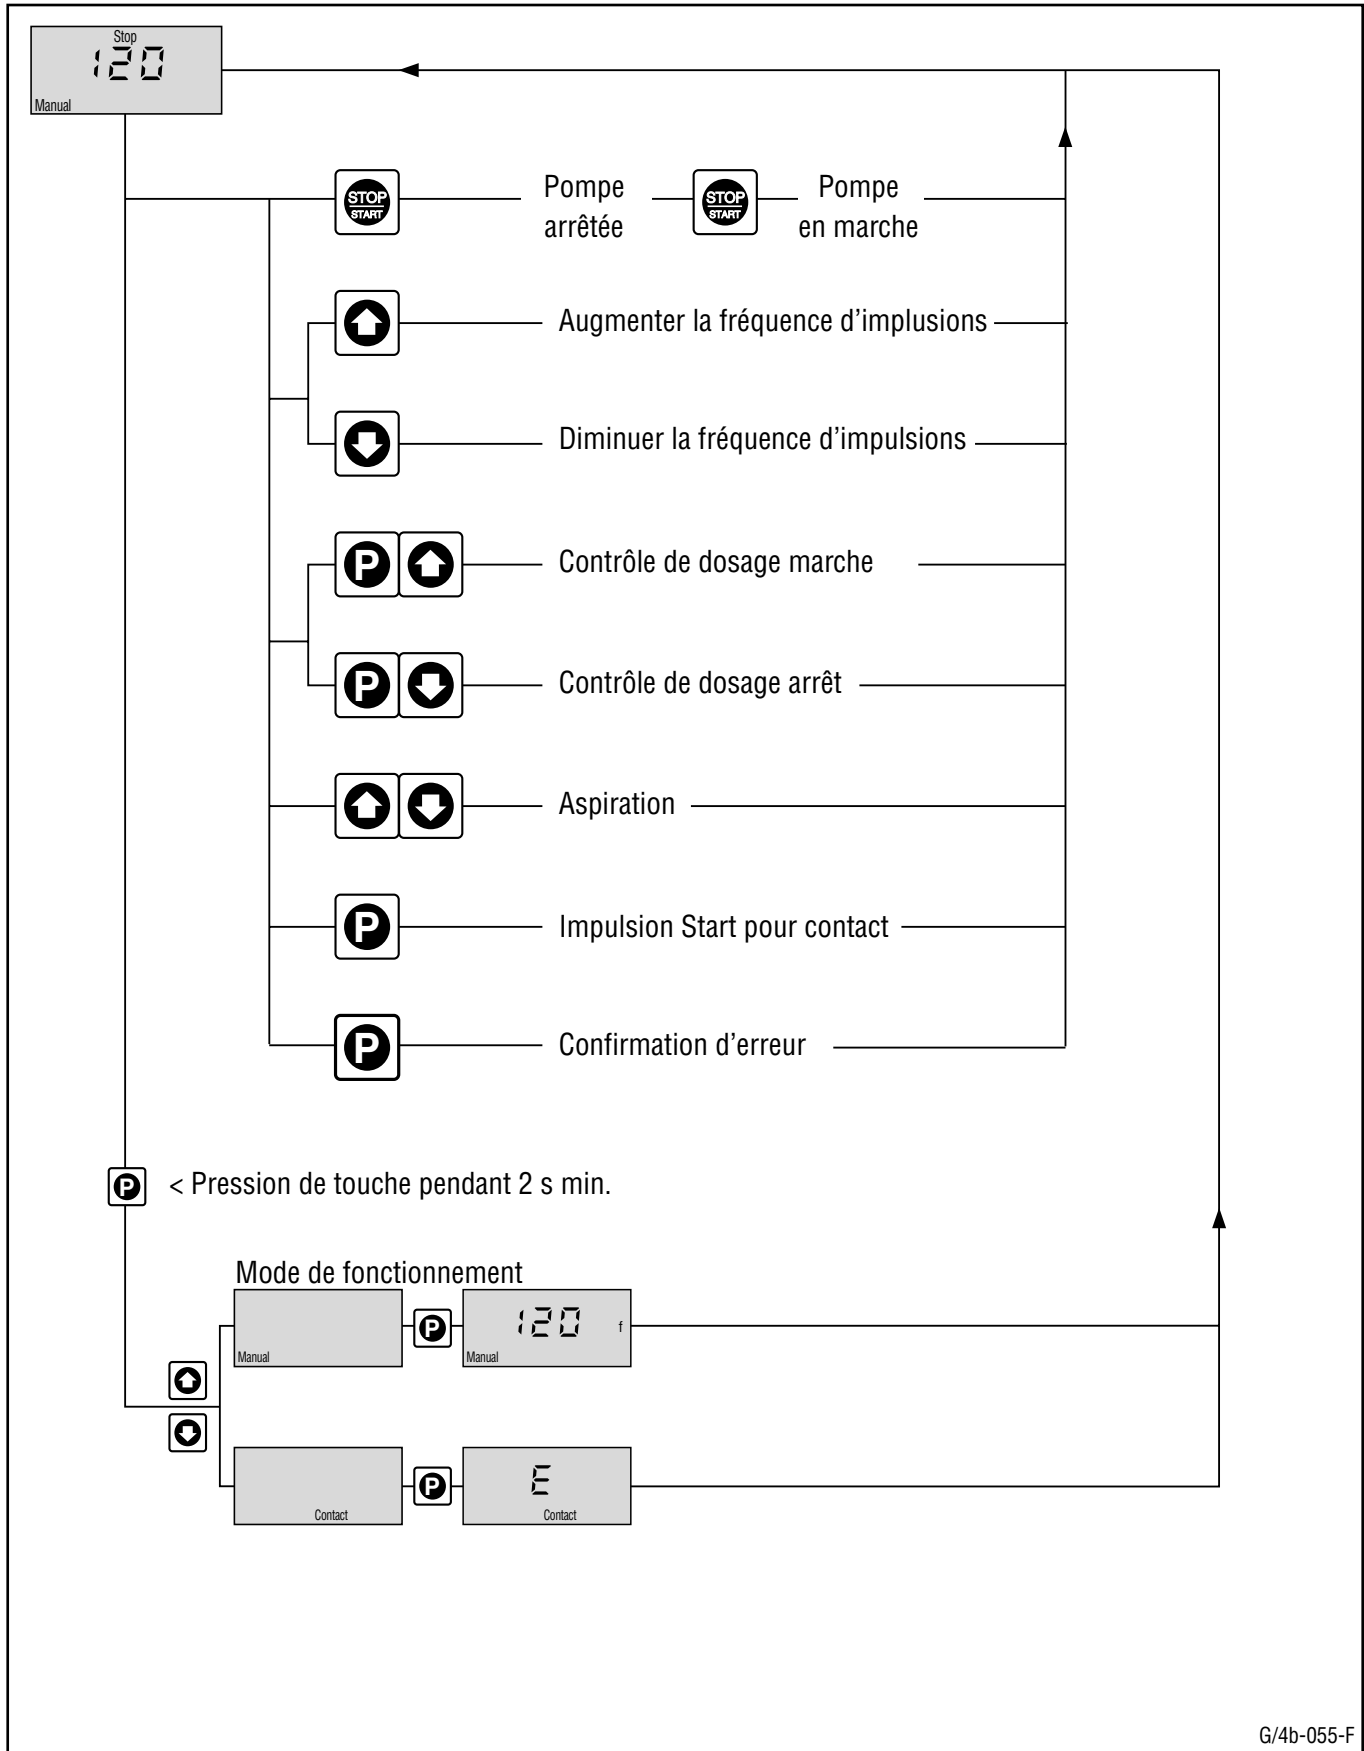 Stop
120
Manual
STOP
START
Pompe
arrêtée
STOP
START
Pompe
en marche
Augmenter la fréquence d’implusions
Diminuer la fréquence d’impulsions
P
Contrôle de dosage marche
P
Contrôle de dosage arrêt
Aspiration
P
Impulsion Start pour contact
P
Confirmation d’erreur
P
< Pression de touche pendant 2 s min.
Mode de fonctionnement
Manual
P
120 f
Manual
Contact
P
E
Contact
G/4b-055-F